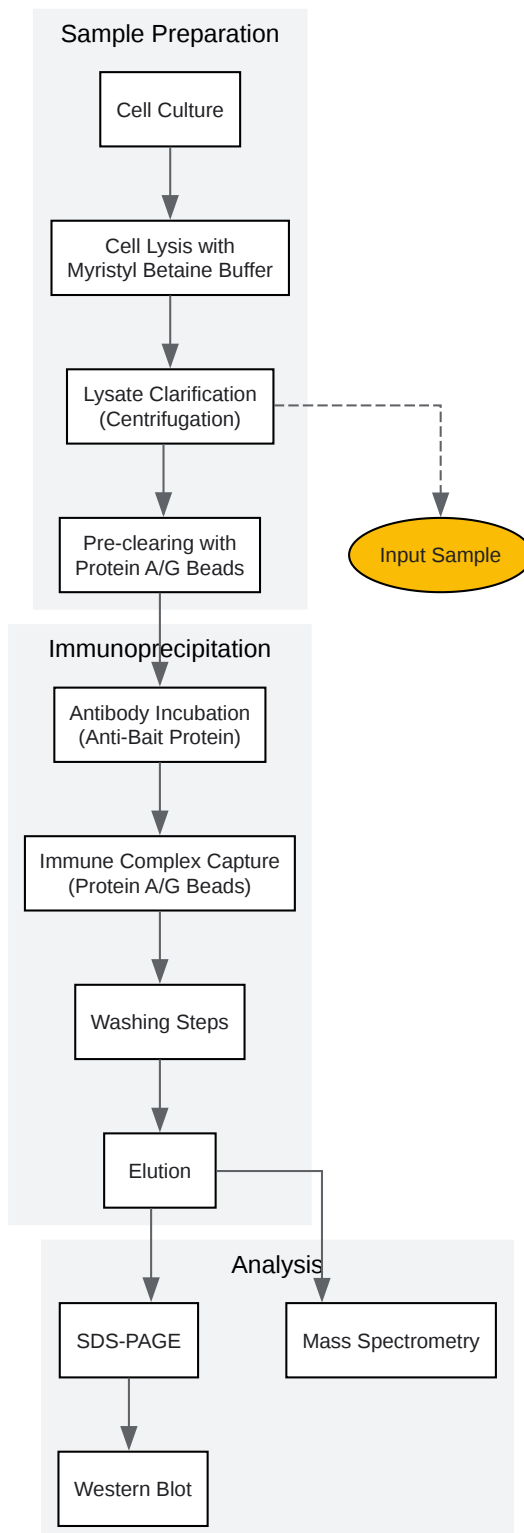 Sample Preparation
Cell Culture
Cell Lysis with
Myristyl Betaine Buffer
Lysate Clarification
(Centrifugation)
Pre-clearing with
Protein A/G Beads
Input Sample
Immunoprecipitation
Antibody Incubation
(Anti-Bait Protein)
Immune Complex Capture
(Protein A/G Beads)
Washing Steps
Elution
Analysis
SDS-PAGE
Mass Spectrometry
Western Blot